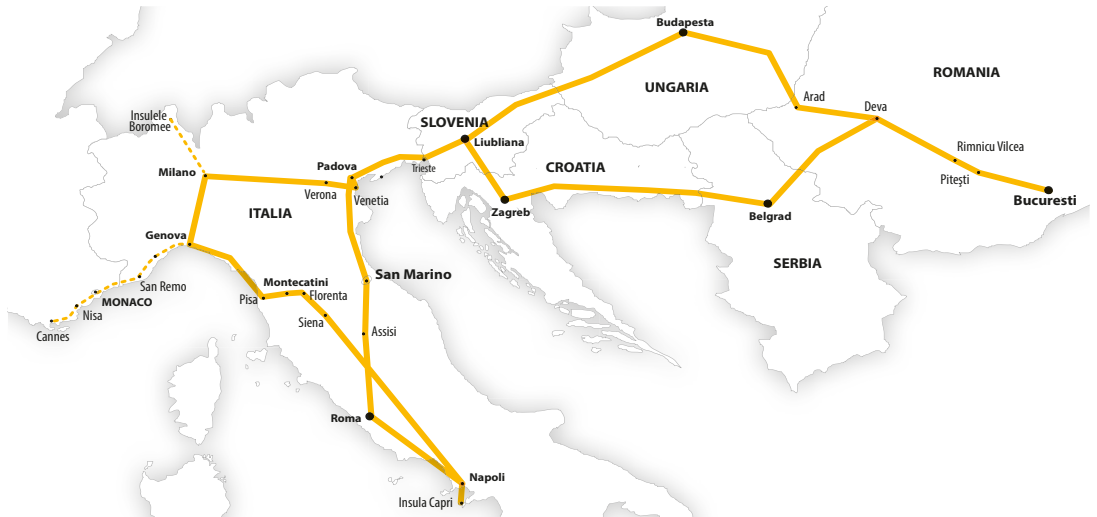 Budapesta
UNGARIA
ROMANIA
Arad
Deva
Insulele
Boromee
SLOVENIA
Liubliana
Rimnicu Vilcea
Piteşti
Bucuresti
Milano
Padova
Trieste
CROATIA
Verona
Venetia
ITALIA
Zagreb
Belgrad
Genova
SERBIA
San Marino
San Remo
Montecatini
MONACO
Pisa
Florenta
Nisa
Siena
Cannes
Assisi
Roma
Napoli
Insula Capri